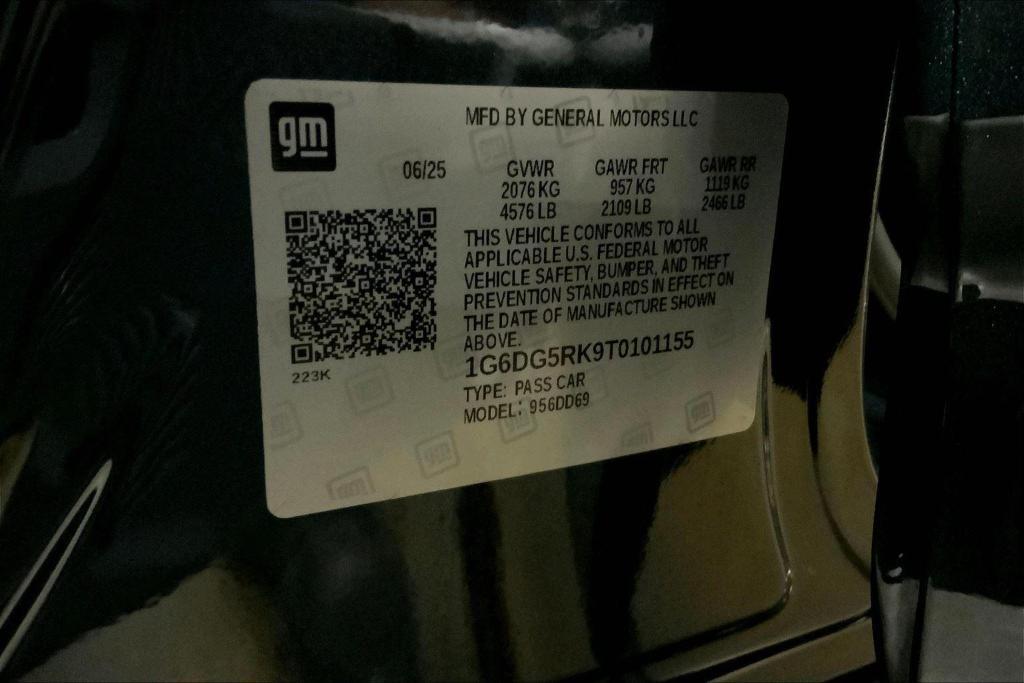 gm
MFD BY GENERAL MOTORS LLC
06/25 GVWR GAWR FRT GAWR RR
2076 KG 957 KG 1119 KG
4576 LB 2109 LB 2466 LB
THIS VEHICLE CONFORMS TO ALL
APPLICABLE U.S. FEDERAL MOTOR
VEHICLE SAFETY, BUMPER, AND THEFT
PREVENTION STANDARDS IN EFFECT ON
THE DATE OF MANUFACTURE SHOWN
ABOVE.
1G6DG5RK9T0101155
223K
TYPE: PASS CAR
MODEL: 956DD69